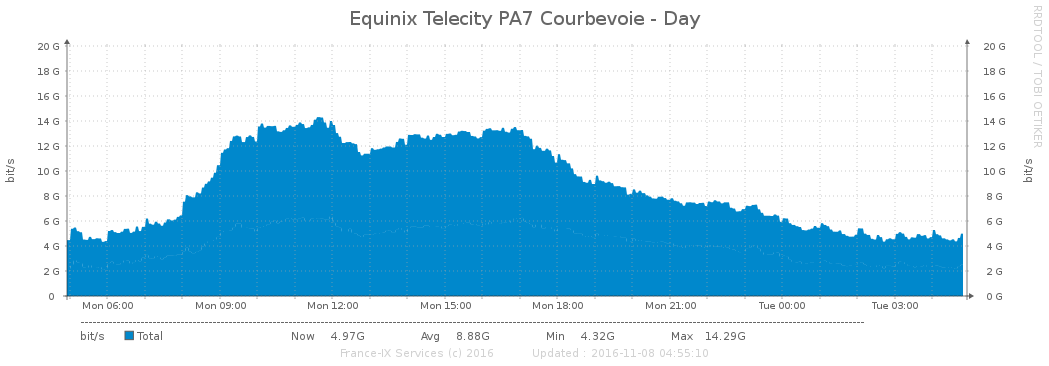 Equinix Telecity PA7 Courbevoie - Day
RRDTOOL / TOBI OETIKER
20 G 20 G
18 G 18 G
16 G 16 G
14 G 14 G
12 G 12 G
10 G 10 G
8 G 8 G
6 G 6 G
4 G 4 G
2 G 2 G
0 0 G
bit/s
bit/s
Mon 06:00 Mon 09:00 Mon 12:00 Mon 15:00 Mon 18:00 Mon 21:00 Tue 00:00 Tue 03:00
bit/s Total Now 4.97G Avg 8.88G Min 4.32G Max 14.29G
France-IX Services (c) 2016 Updated : 2016-11-08 04:55:10